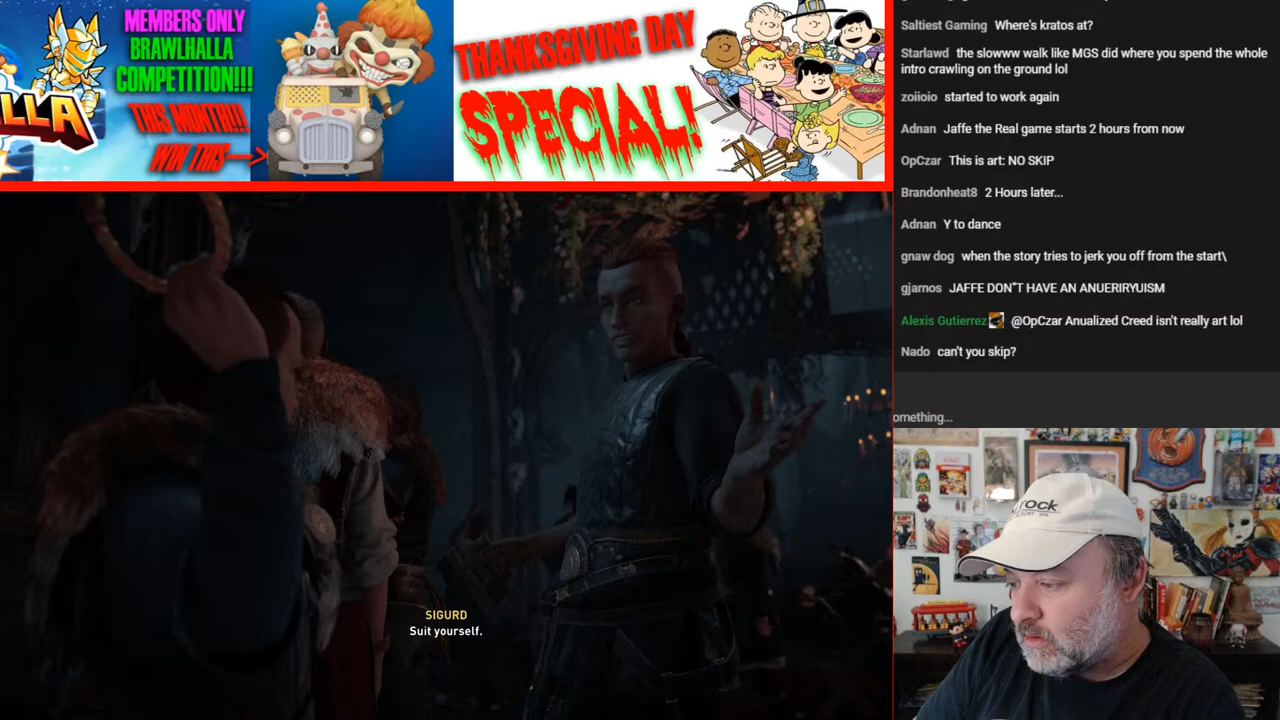 LLA
MEMBERS ONLY
BRAWLHALLA
COMPETITION!!!
THIS MONTH!!!
WIN THIS
THANKSGIVING DAY
SPECIAL!
SIGURD
Suit yourself.
Saltiest Gaming Where's kratos at?
Starlawd the slowww walk like MGS did where you spend the whole
intro crawling on the ground lol
zoiioio started to work again
Adnan Jaffe the Real game starts 2 hours from now
OpCzar This is art: NO SKIP
Brandonheat8 2 Hours later...
Adnan Y to dance
gnaw dog when the story tries to jerk you off from the start\
gjarnos JAFFE DON"T HAVE AN ANUERIRYUISM
Alexis Gutierrez @OpCzar Anualized Creed isn't really art lol
Nado can't you skip?
omething...
rock